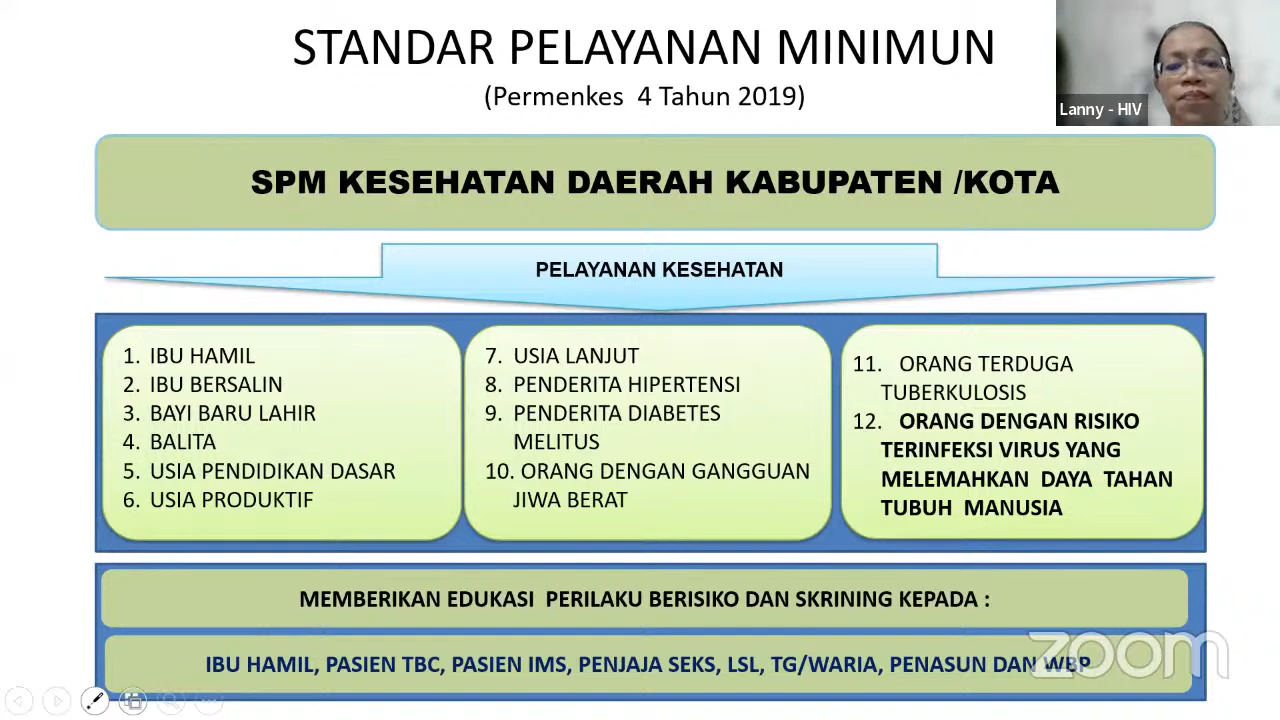 STANDAR PELAYANAN MINIMUN
(Permenkes 4 Tahun 2019)
Lanny - HIV
SPM KESEHATAN DAERAH KABUPATEN /KOTA
PELAYANAN KESEHATAN
1. IBU HAMIL
2. IBU BERSALIN
3. BAYI BARU LAHIR
4. BALITA
5. USIA PENDIDIKAN DASAR
6. USIA PRODUKTIF
7. USIA LANJUT
8. PENDERITA HIPERTENSI
9. PENDERITA DIABETES
MELITUS
10. ORANG DENGAN GANGGUAN
JIWA BERAT
11. ORANG TERDUGA
TUBERKULOSIS
12. ORANG DENGAN RISIKO
TERINFEKSI VIRUS YANG
MELEMAHKAN DAYA TAHAN
TUBUH MANUSIA
MEMBERIKAN EDUKASI PERILAKU BERISIKO DAN SKRINING KEPADA :
IBU HAMIL, PASIEN TBC, PASIEN IMS, PENJAJA SEKS, LSL, TG/WARIA, PENASUN DAN WBP
zoom